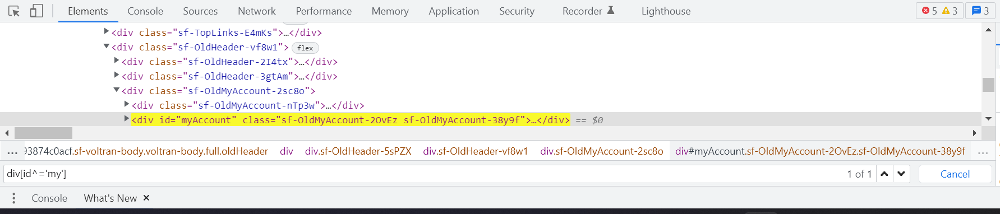 Elements Console Sources Network Performance Memory Application Security Recorder Lighthouse 5 3 3
<div class="sf-TopLinks-E4mKs">…</div>
<div class="sf-OldHeader-vf8w1"> flex
<div class="sf-OldHeader-2I4tx">…</div>
<div class="sf-OldHeader-3gtAm">…</div>
<div class="sf-OldMyAccount-2sc8o">
<div class="sf-OldMyAccount-nTp3w">…</div>
<div id="myAccount" class="sf-OldMyAccount-2OvEz sf-OldMyAccount-38y9f">…</div> == $0
... 93874c0acf.sf-voltran-body.voltran-body.full.oldHeader div div.sf-OldHeader-5sPZX div.sf-OldHeader-vf8w1 div.sf-OldMyAccount-2sc8o div#myAccount.sf-OldMyAccount-2OvEz.sf-OldMyAccount-38y9f ...
div[id^='my'] 1 of 1 Cancel
Console What's New